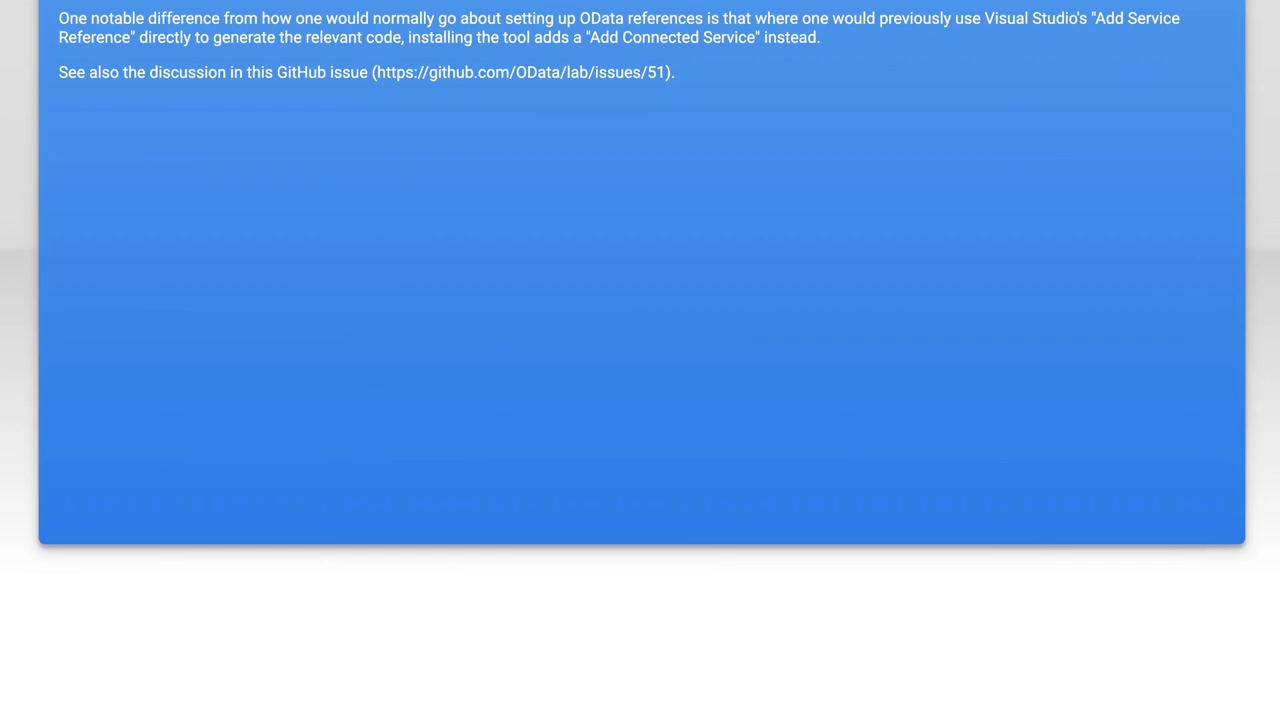 One notable difference from how one would normally go about setting up OData references is that where one would previously use Visual Studio's "Add Service
Reference" directly to generate the relevant code, installing the tool adds a "Add Connected Service" instead.
See also the discussion in this GitHub issue (https://github.com/OData/lab/issues/51).